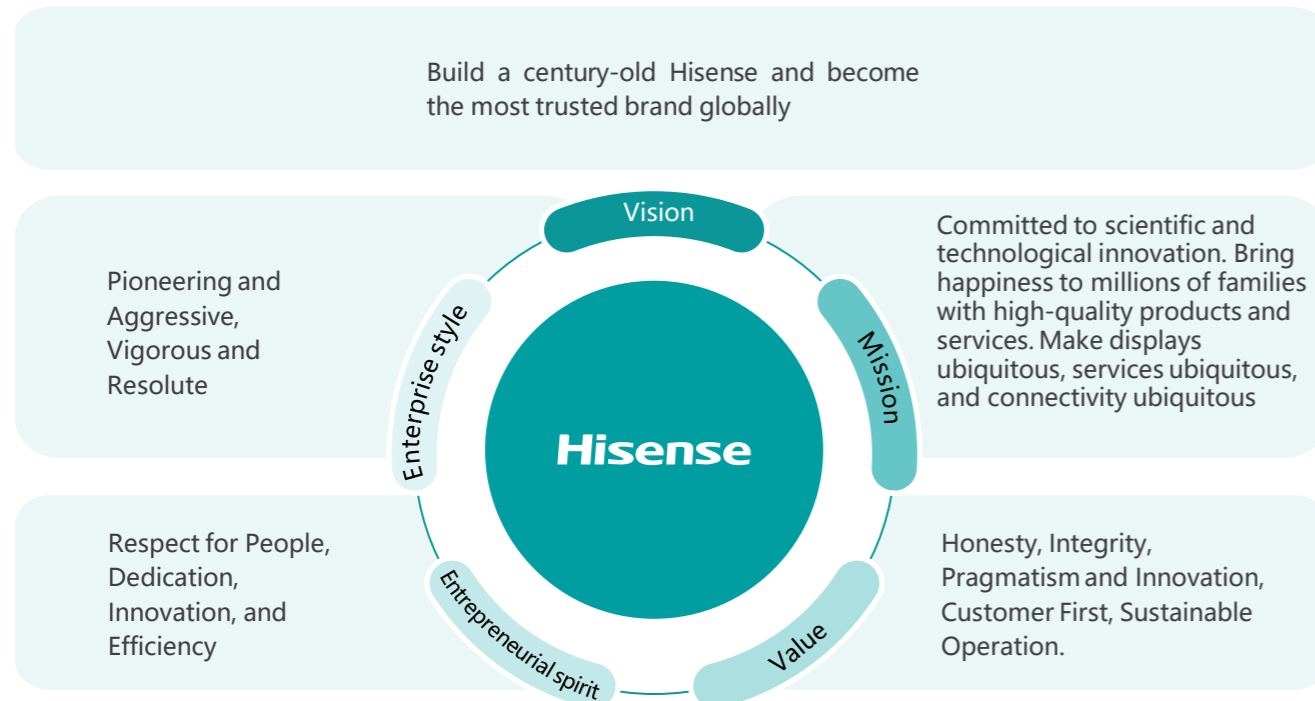 Build a century-old Hisense and become
the most trusted brand globally
Vision
Pioneering and
Aggressive,
Vigorous and
Resolute
Enterprise style
Committed to scientific and
technological innovation. Bring
happiness to millions of families
with high-quality products and
services. Make displays
ubiquitous, services ubiquitous,
and connectivity ubiquitous
Mission
Hisense
Respect for People,
Dedication,
Innovation, and
Efficiency
Entrepreneurial spirit
Honesty, Integrity,
Pragmatism and Innovation,
Customer First, Sustainable
Operation.
Value